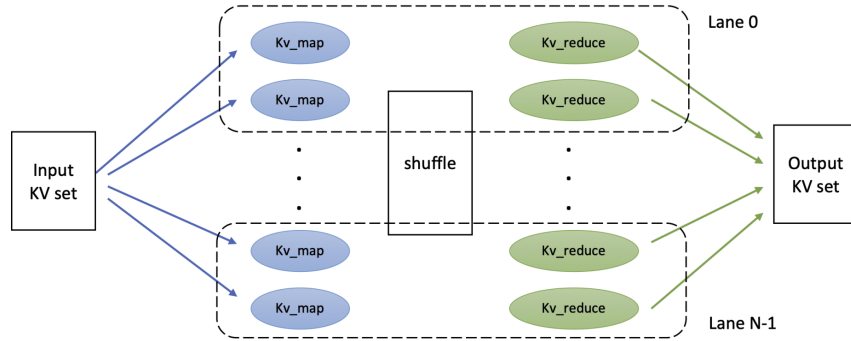 Kv_map
Kv_reduce
Lane 0
Kv_map
Kv_reduce
Input
KV set
shuffle
Output
KV set
Kv_map
Kv_reduce
Kv_map
Kv_reduce
Lane N-1